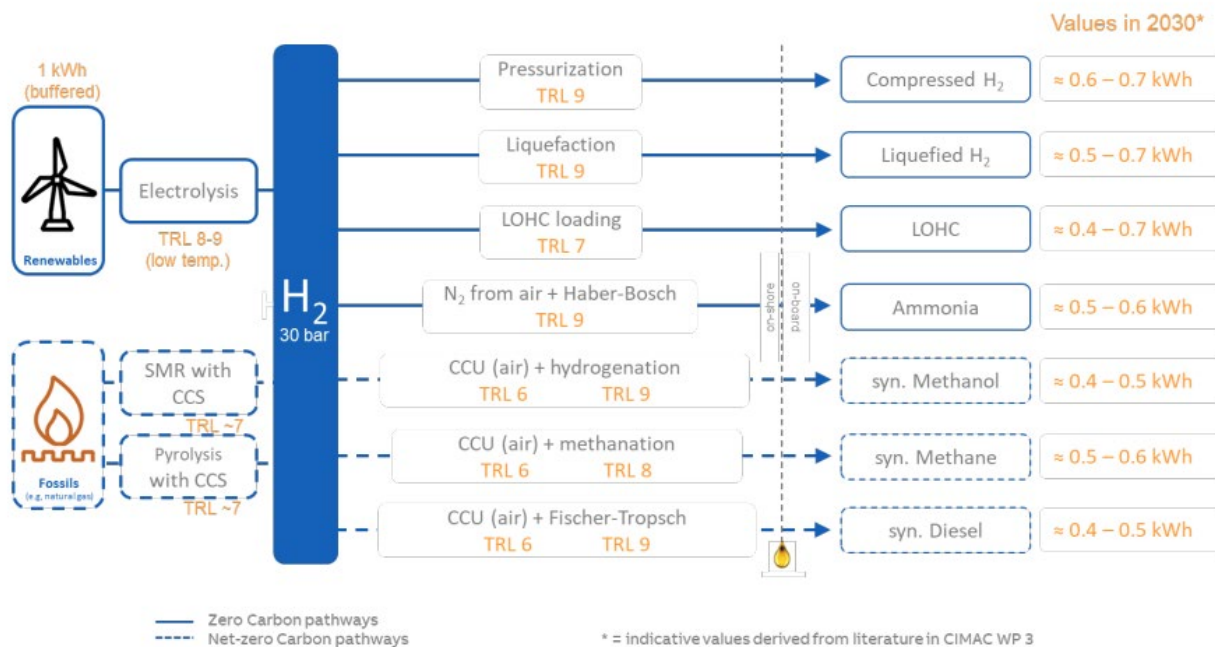 Values in 2030*
1 kWh
(buffered)
Renewables
Electrolysis
TRL 8-9
(low temp.)
Fossils
(e.g, natural gas)
SMR with
CCS
TRL ~7
Pyrolysis
with CCS
TRL ~7
H₂
30 bar
Pressurization
TRL 9
Compressed H₂
≈ 0.6 – 0.7 kWh
Liquefaction
TRL 9
Liquefied H₂
≈ 0.5 – 0.7 kWh
LOHC loading
TRL 7
LOHC
≈ 0.4 – 0.7 kWh
N₂ from air + Haber-Bosch
TRL 9
on-shore
on-board
Ammonia
≈ 0.5 – 0.6 kWh
CCU (air) + hydrogenation
TRL 6 TRL 9
syn. Methanol
≈ 0.4 – 0.5 kWh
CCU (air) + methanation
TRL 6 TRL 8
syn. Methane
≈ 0.5 – 0.6 kWh
CCU (air) + Fischer-Tropsch
TRL 6 TRL 9
syn. Diesel
≈ 0.4 – 0.5 kWh
Zero Carbon pathways
Net-zero Carbon pathways
* = indicative values derived from literature in CIMAC WP 3